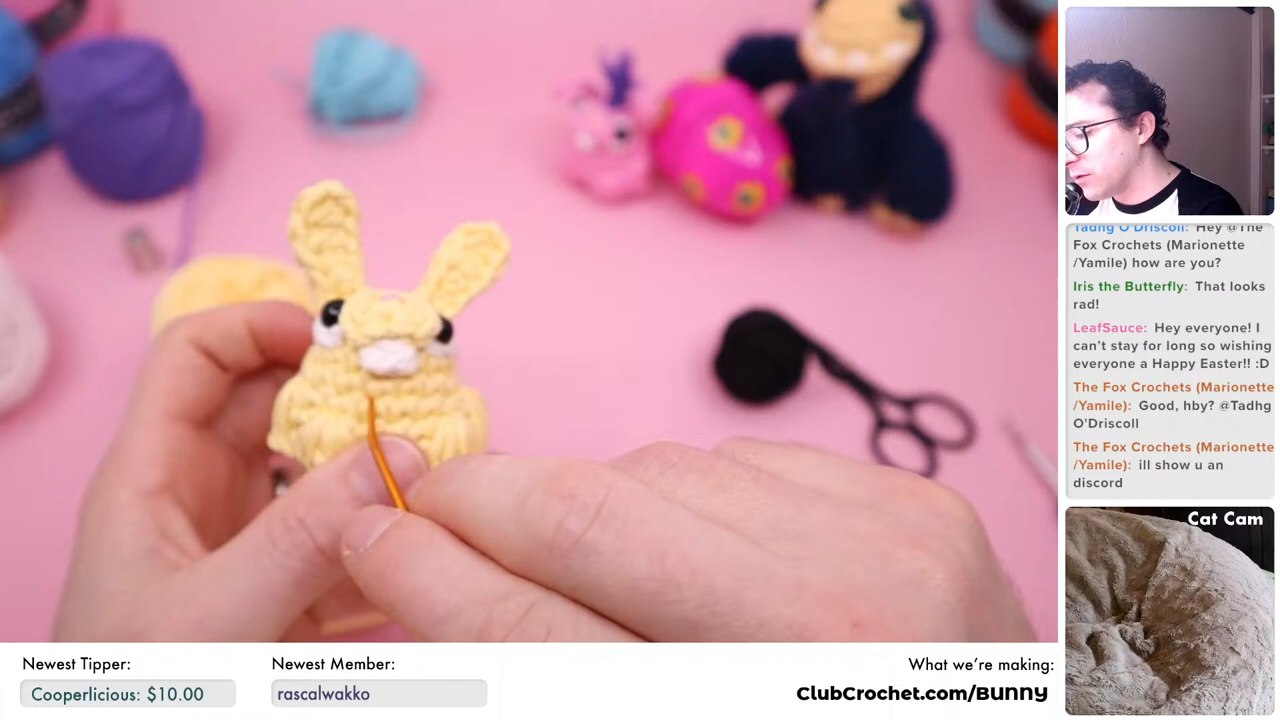 Tadhg O'Driscoll: Hey @The
Fox Crochets (Marionette
/Yamile) how are you?
Iris the Butterfly: That looks
rad!
LeafSauce: Hey everyone! I
can't stay for long so wishing
everyone a Happy Easter!! :D
The Fox Crochets (Marionette
/Yamile): Good, hby? @Tadhg
O'Driscoll
The Fox Crochets (Marionette
/Yamile): ill show u an
discord
Cat Cam
Newest Tipper:
Cooperlicious: $10.00
Newest Member:
rascalwakko
What we're making:
ClubCrochet.com/BUNNY